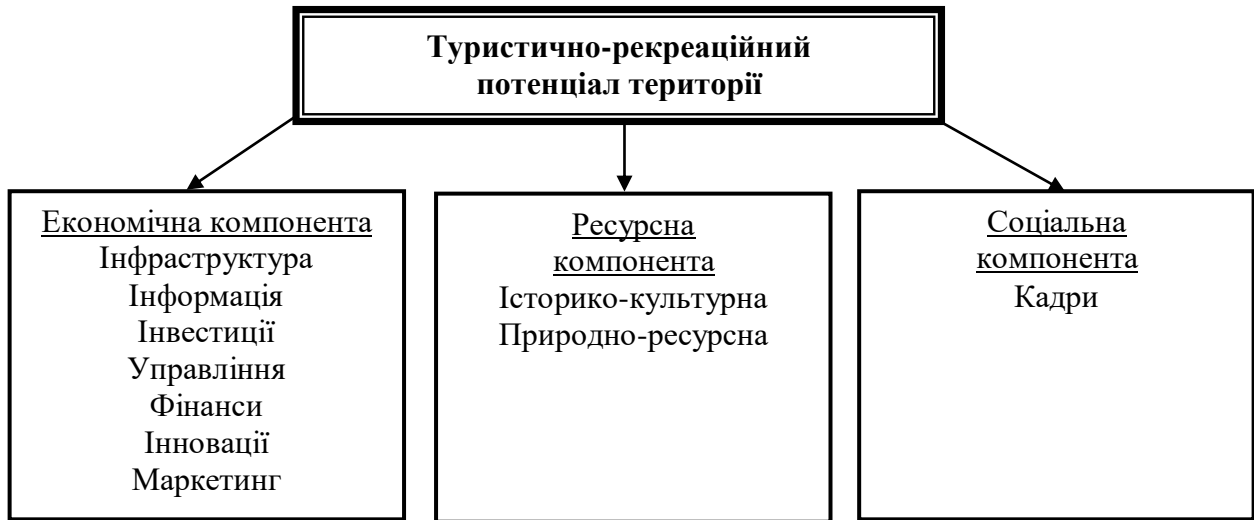 Туристично-рекреаційний
потенціал території
Економічна компонента
Інфраструктура
Інформація
Інвестиції
Управління
Фінанси
Інновації
Маркетинг
Ресурсна
компонента
Історико-культурна
Природно-ресурсна
Соціальна
компонента
Кадри